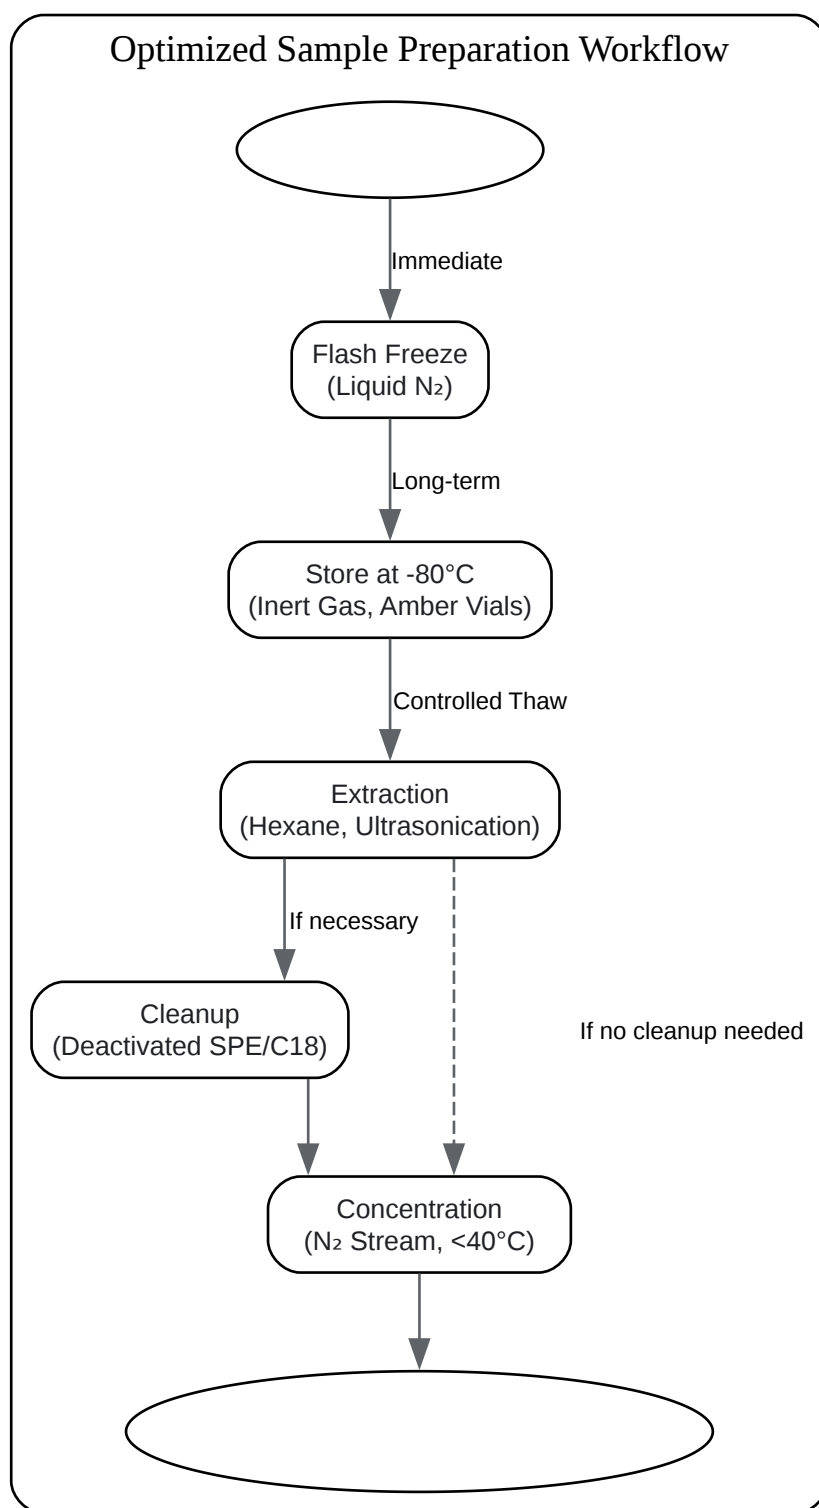 Optimized Sample Preparation Workflow
Immediate
Flash Freeze
(Liquid N₂)
Long-term
Store at -80°C
(Inert Gas, Amber Vials)
Controlled Thaw
Extraction
(Hexane, Ultrasonication)
If necessary
Cleanup
(Deactivated SPE/C18)
If no cleanup needed
Concentration
(N₂ Stream, <40°C)